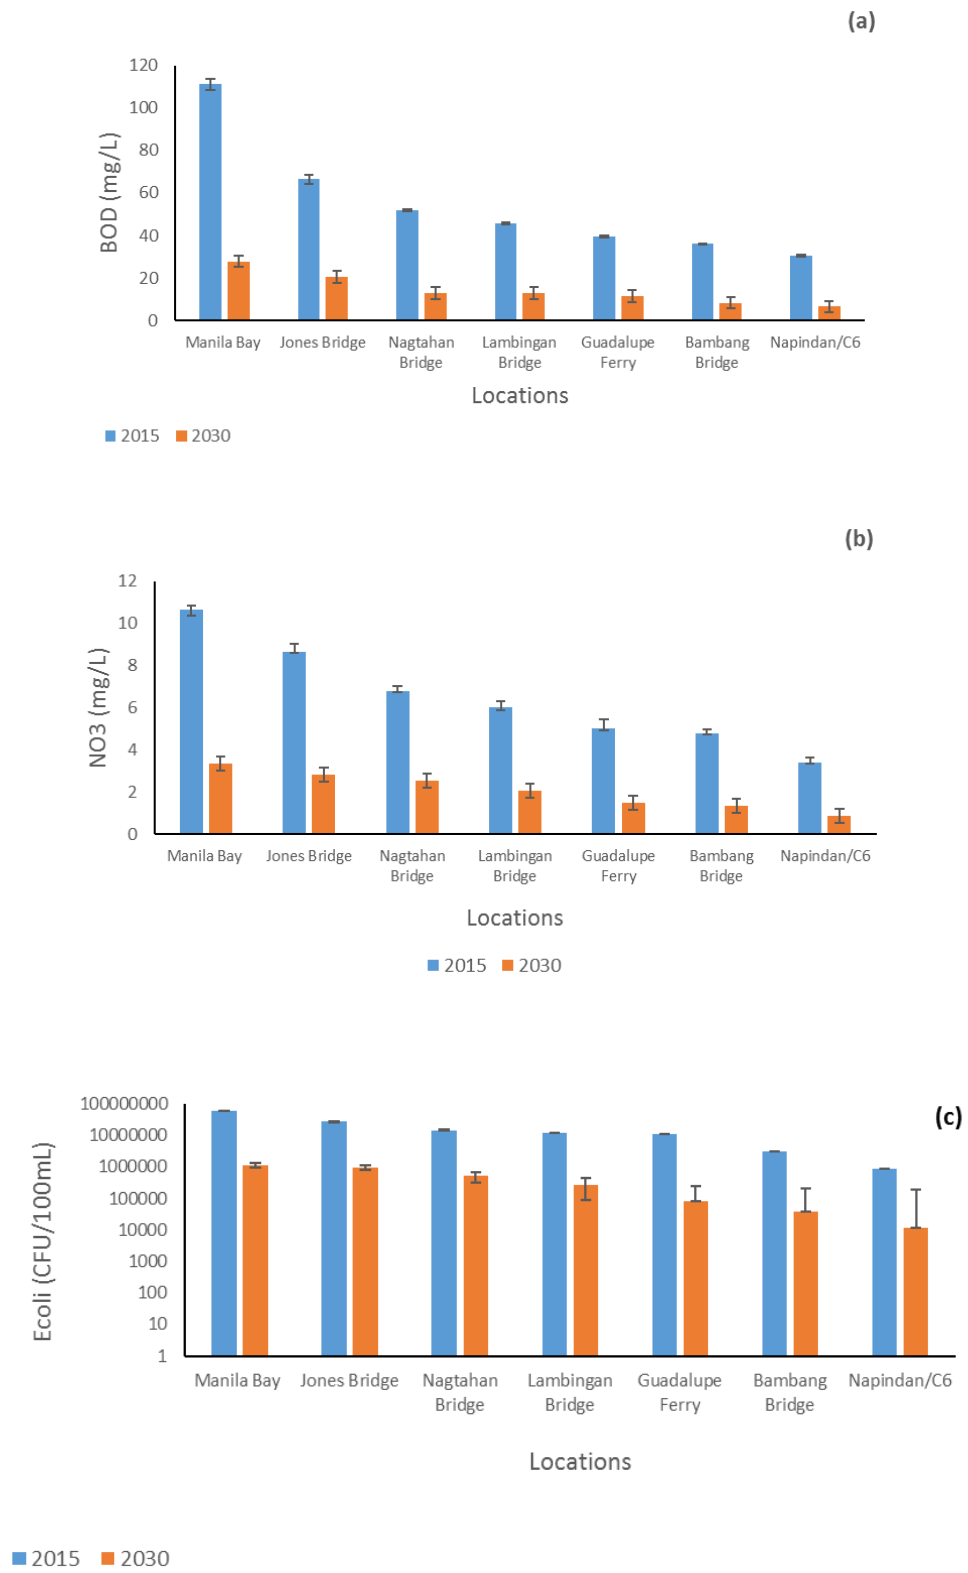 (a)
120
100
80
60
40
20
0
BOD (mg/L)
Manila Bay Jones Bridge Nagtahan Lambingan Guadalupe Bambang Napindan/C6
Bridge Bridge Ferry Bridge
Locations
2015 2030
(b)
12
10
8
6
4
2
0
NO3 (mg/L)
Manila Bay Jones Bridge Nagtahan Lambingan Guadalupe Bambang Napindan/C6
Bridge Bridge Ferry Bridge
Locations
2015 2030
(c)
100000000
10000000
1000000
100000
10000
1000
100
10
1
Ecoli (CFU/100mL)
Manila Bay Jones Bridge Nagtahan Lambingan Guadalupe Bambang Napindan/C6
Bridge Bridge Ferry Bridge
Locations
2015 2030